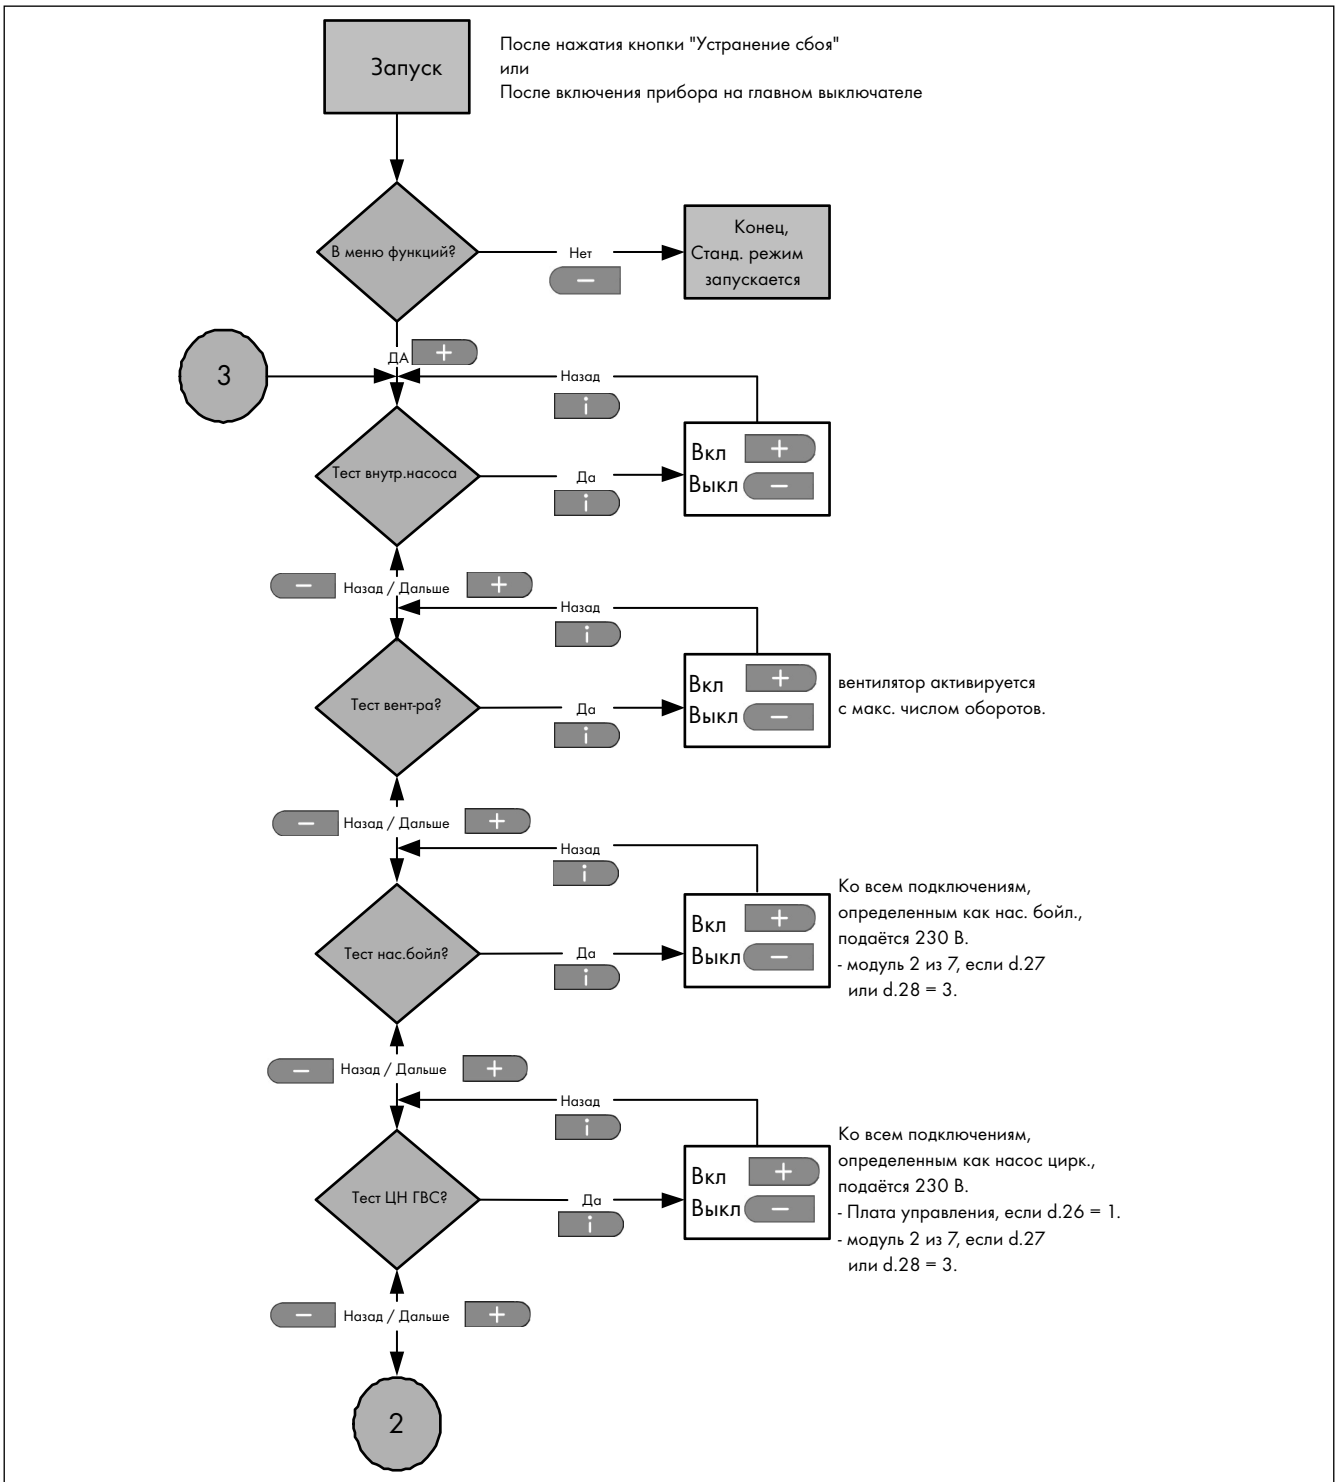 Запуск
После нажатия кнопки "Устранение сбоя"
или
После включения прибора на главном выключателе
В меню функций?
Нет
−
Конец,
Станд. режим
запускается
ДА +
3
Назад
i
Тест внутр.насоса
Да
i
Вкл +
Выкл −
− Назад / Дальше +
Назад
i
Тест вент-ра?
Да
i
Вкл +
Выкл −
вентилятор активируется
с макс. числом оборотов.
− Назад / Дальше +
Назад
i
Тест нас.бойл?
Да
i
Вкл +
Выкл −
Ко всем подключениям,
определенным как нас. бойл.,
подаётся 230 В.
- модуль 2 из 7, если d.27
или d.28 = 3.
− Назад / Дальше +
Назад
i
Тест ЦН ГВС?
Да
i
Вкл +
Выкл −
Ко всем подключениям,
определенным как насос цирк.,
подаётся 230 В.
- Плата управления, если d.26 = 1.
- модуль 2 из 7, если d.27
или d.28 = 3.
− Назад / Дальше +
2